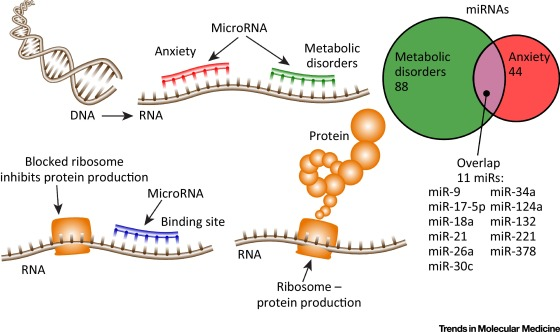 MicroRNA
Anxiety
Metabolic
disorders
DNA
RNA
miRNAs
Metabolic
disorders
88
Anxiety
44
Overlap
11 miRs:
miR-9
miR-17-5p
miR-18a
miR-21
miR-26a
miR-30c
miR-34a
miR-124a
miR-132
miR-221
miR-378
Blocked ribosome
inhibits protein production
MicroRNA
Binding site
RNA
Protein
RNA
Ribosome –
protein production
Trends in Molecular Medicine